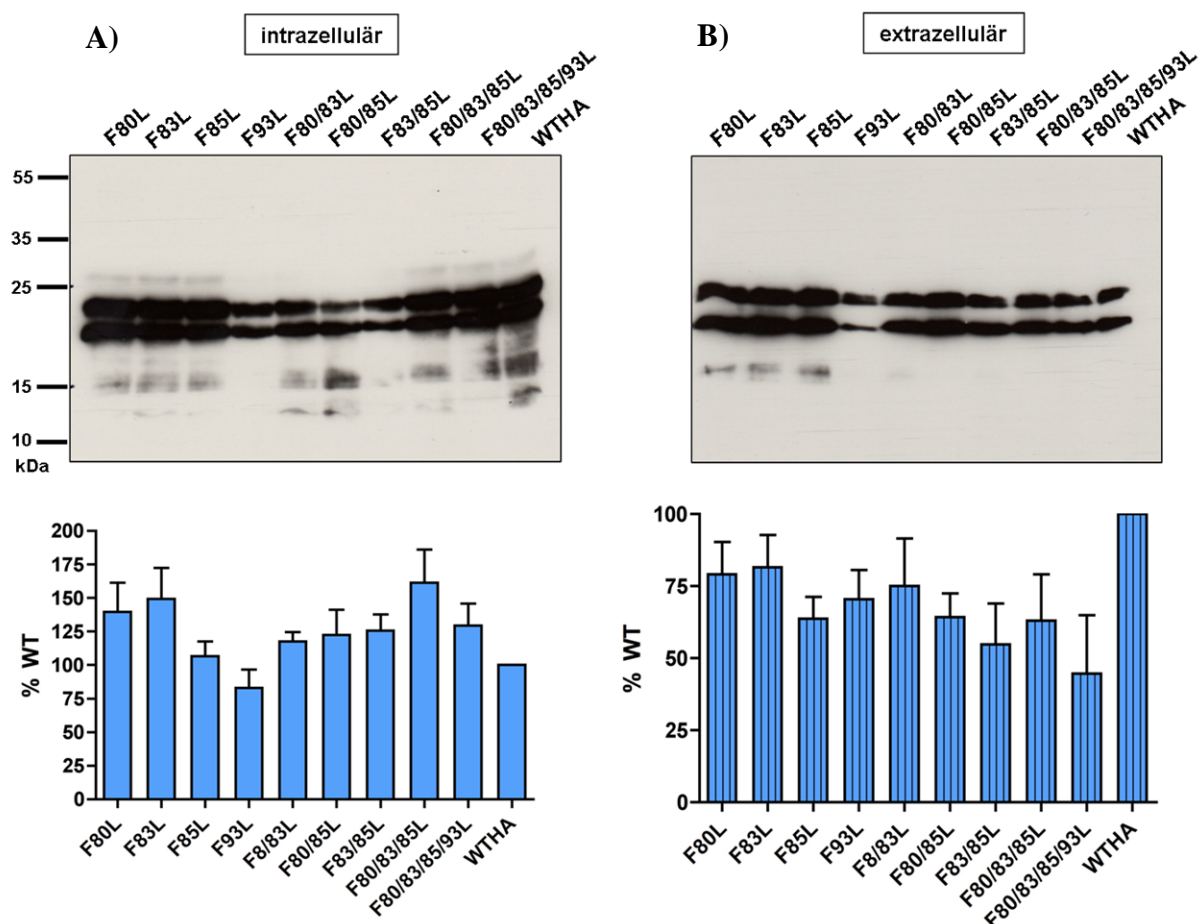 A)
intrazellulär
F80L
F83L
F85L
F93L
F80/83L
F80/85L
F83/85L
F80/83/85L
F80/83/85/93L
WTHA
55
35
25
15
10
kDa
B)
extrazellulär
F80L
F83L
F85L
F93L
F80/83L
F80/85L
F83/85L
F80/83/85L
F80/83/85/93L
WTHA
% WT
200
175
150
125
100
75
50
25
0
F80L
F83L
F85L
F93L
F8/83L
F80/85L
F83/85L
F80/83/85L
F80/83/85/93L
WTHA
% WT
100
75
50
25
0
F80L
F83L
F85L
F93L
F8/83L
F80/85L
F83/85L
F80/83/85L
F80/83/85/93L
WTHA